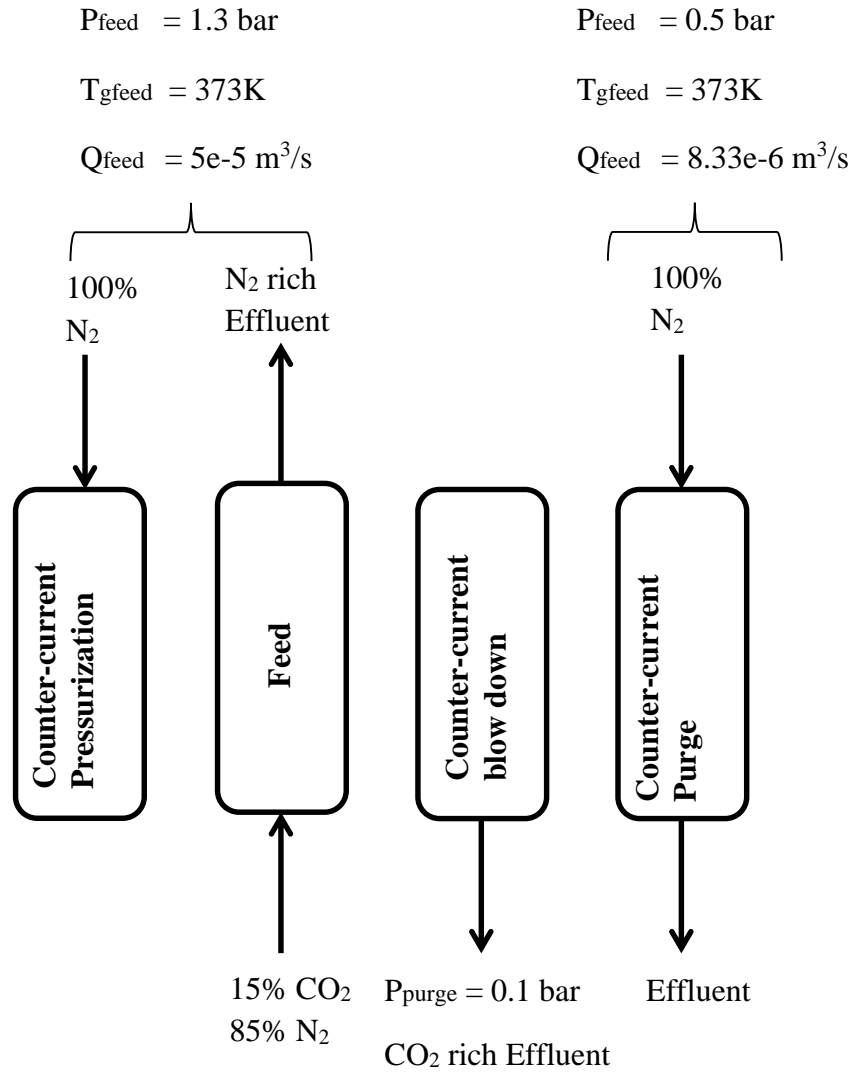 Pfeed = 1.3 bar
Tgfeed = 373K
Qfeed = 5e-5 m³/s
Pfeed = 0.5 bar
Tgfeed = 373K
Qfeed = 8.33e-6 m³/s
100%
N₂
N₂ rich
Effluent
100%
N₂
Counter-current
Pressurization
Feed
Counter-current
blow down
Counter-current
Purge
15% CO₂
85% N₂
Ppurge = 0.1 bar
CO₂ rich Effluent
Effluent